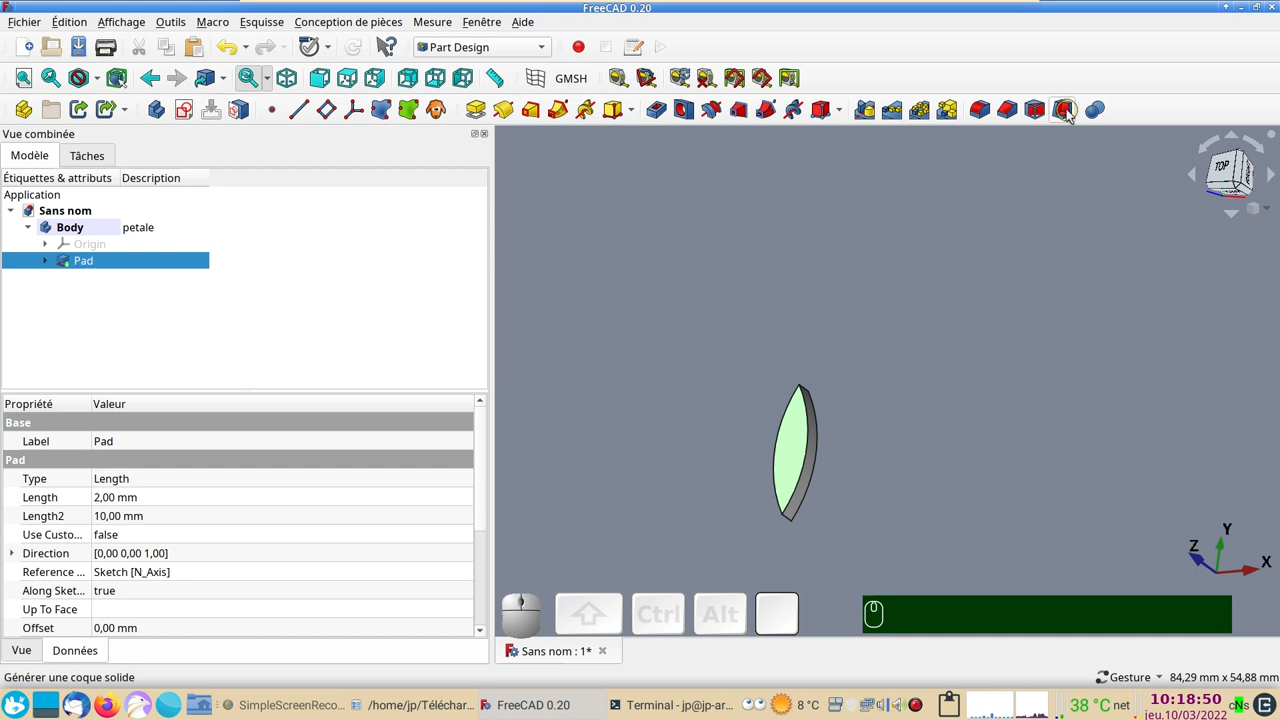 FreeCAD 0.20
Fichier Édition Affichage Outils Macro Esquisse Conception de pièces Mesure Fenêtre Aide
Part Design
GMSH
Vue combinée
Modèle Tâches
Étiquettes & attributs Description
Application
Sans nom
Body petale
Origin
Pad
Propriété Valeur
Base
Label Pad
Pad
Type Length
Length 2,00 mm
Length2 10,00 mm
Use Custo... false
Direction [0,00 0,00 1,00]
Reference ... Sketch [N_Axis]
Along Sket... true
Up To Face
Offset 0,00 mm
Vue Données
TOP
Y
Z
X
Ctrl Alt
Sans nom : 1*
Générer une coque solide
Gesture 84,29 mm x 54,88 mm
SimpleScreenReco... /home/jp/Téléchar... FreeCAD 0.20 Terminal - jp@jp-ar... 8 °C 38 °C net 10:18:50 cNs
jeu.10/03/2022